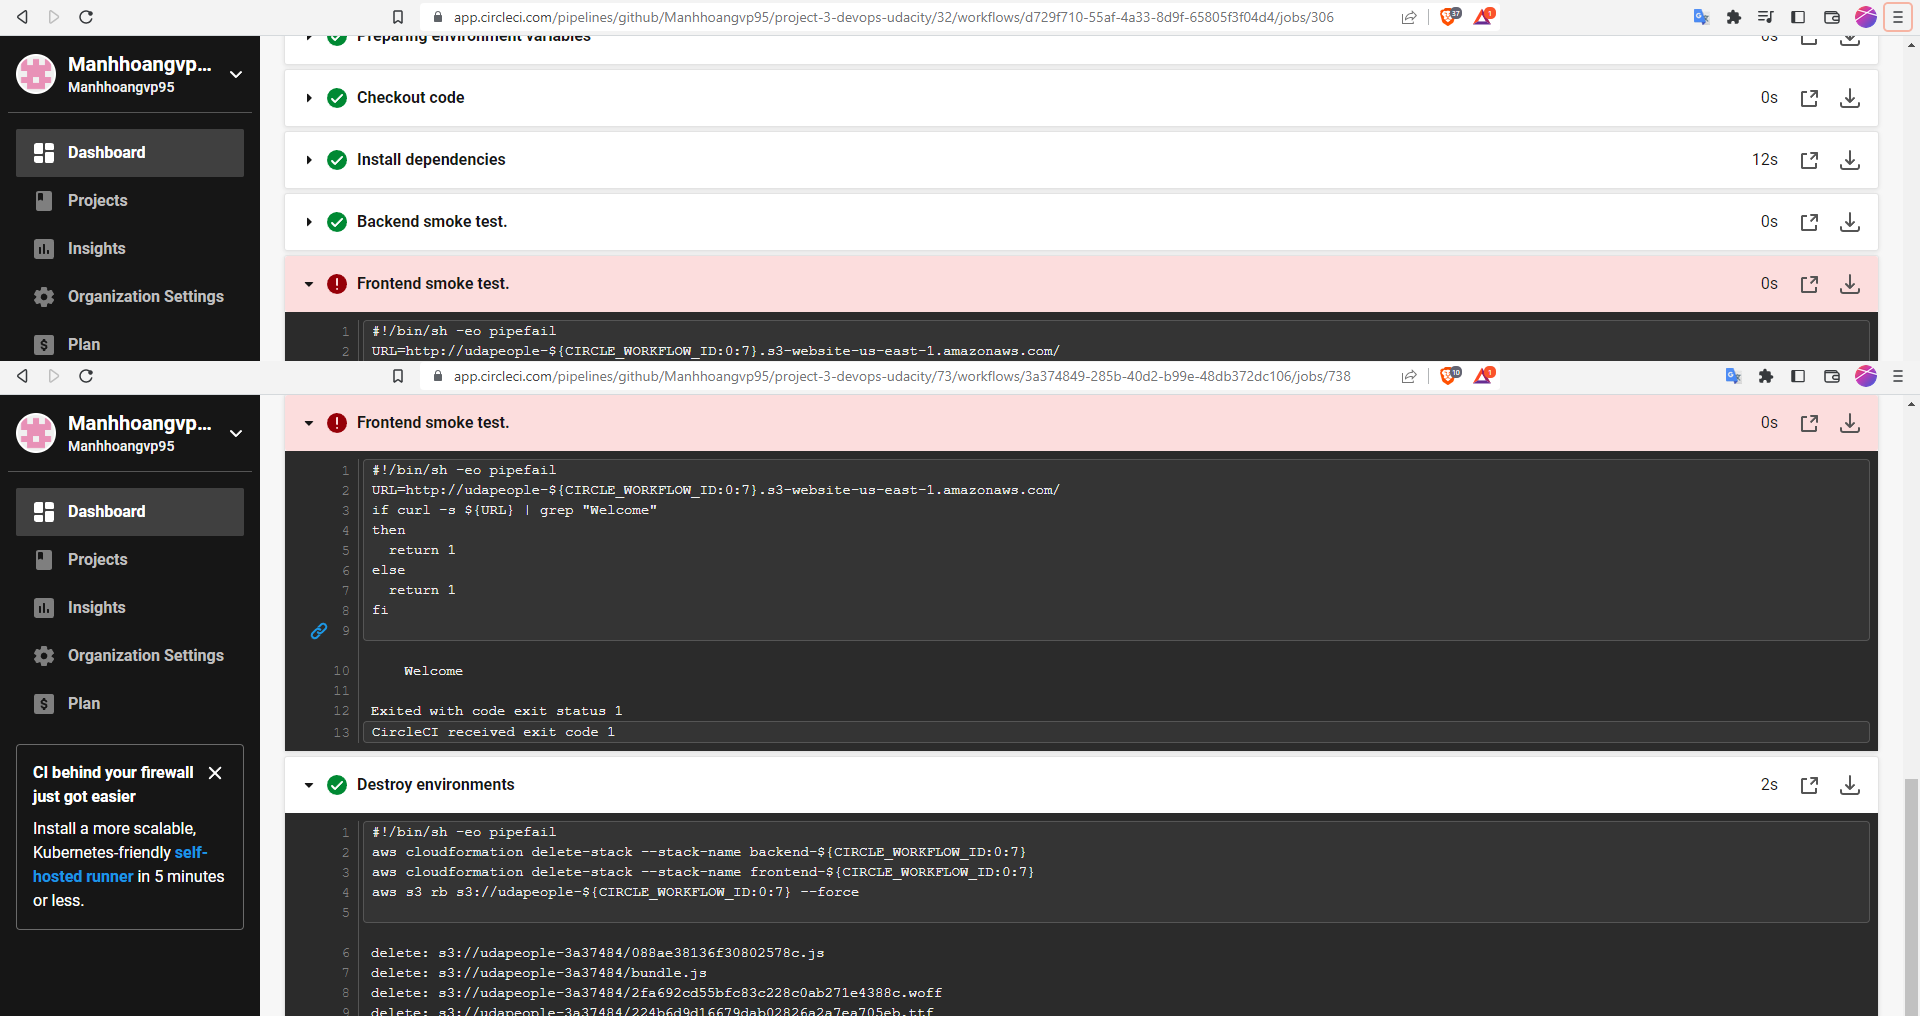 app.circleci.com/pipelines/github/Manhhoangvp95/project-3-devops-udacity/32/workflows/d729f710-55af-4a33-8d9f-65805f3f04d4/jobs/306
37
1
Manhhoangvp...
Manhhoangvp95
Dashboard
Projects
Insights
Organization Settings
Plan
Preparing environment variables
0s
Checkout code
0s
Install dependencies
12s
Backend smoke test.
0s
Frontend smoke test.
0s
1 #!/bin/sh -eo pipefail
2 URL=http://udapeople-${CIRCLE_WORKFLOW_ID:0:7}.s3-website-us-east-1.amazonaws.com/
app.circleci.com/pipelines/github/Manhhoangvp95/project-3-devops-udacity/73/workflows/3a374849-285b-40d2-b99e-48db372dc106/jobs/738
10
1
Manhhoangvp...
Manhhoangvp95
Dashboard
Projects
Insights
Organization Settings
Plan
CI behind your firewall
just got easier
Install a more scalable,
Kubernetes-friendly self-
hosted runner in 5 minutes
or less.
Frontend smoke test.
0s
1 #!/bin/sh -eo pipefail
2 URL=http://udapeople-${CIRCLE_WORKFLOW_ID:0:7}.s3-website-us-east-1.amazonaws.com/
3 if curl -s ${URL} | grep "Welcome"
4 then
5   return 1
6 else
7   return 1
8 fi
9
10     Welcome
11
12 Exited with code exit status 1
13 CircleCI received exit code 1
Destroy environments
2s
1 #!/bin/sh -eo pipefail
2 aws cloudformation delete-stack --stack-name backend-${CIRCLE_WORKFLOW_ID:0:7}
3 aws cloudformation delete-stack --stack-name frontend-${CIRCLE_WORKFLOW_ID:0:7}
4 aws s3 rb s3://udapeople-${CIRCLE_WORKFLOW_ID:0:7} --force
5
6 delete: s3://udapeople-3a37484/088ae38136f30802578c.js
7 delete: s3://udapeople-3a37484/bundle.js
8 delete: s3://udapeople-3a37484/2fa692cd55bfc83c228c0ab271e4388c.woff
9 delete: s3://udapeople-3a37484/224b6d9d16679dab02826a2a7ea705eb.ttf